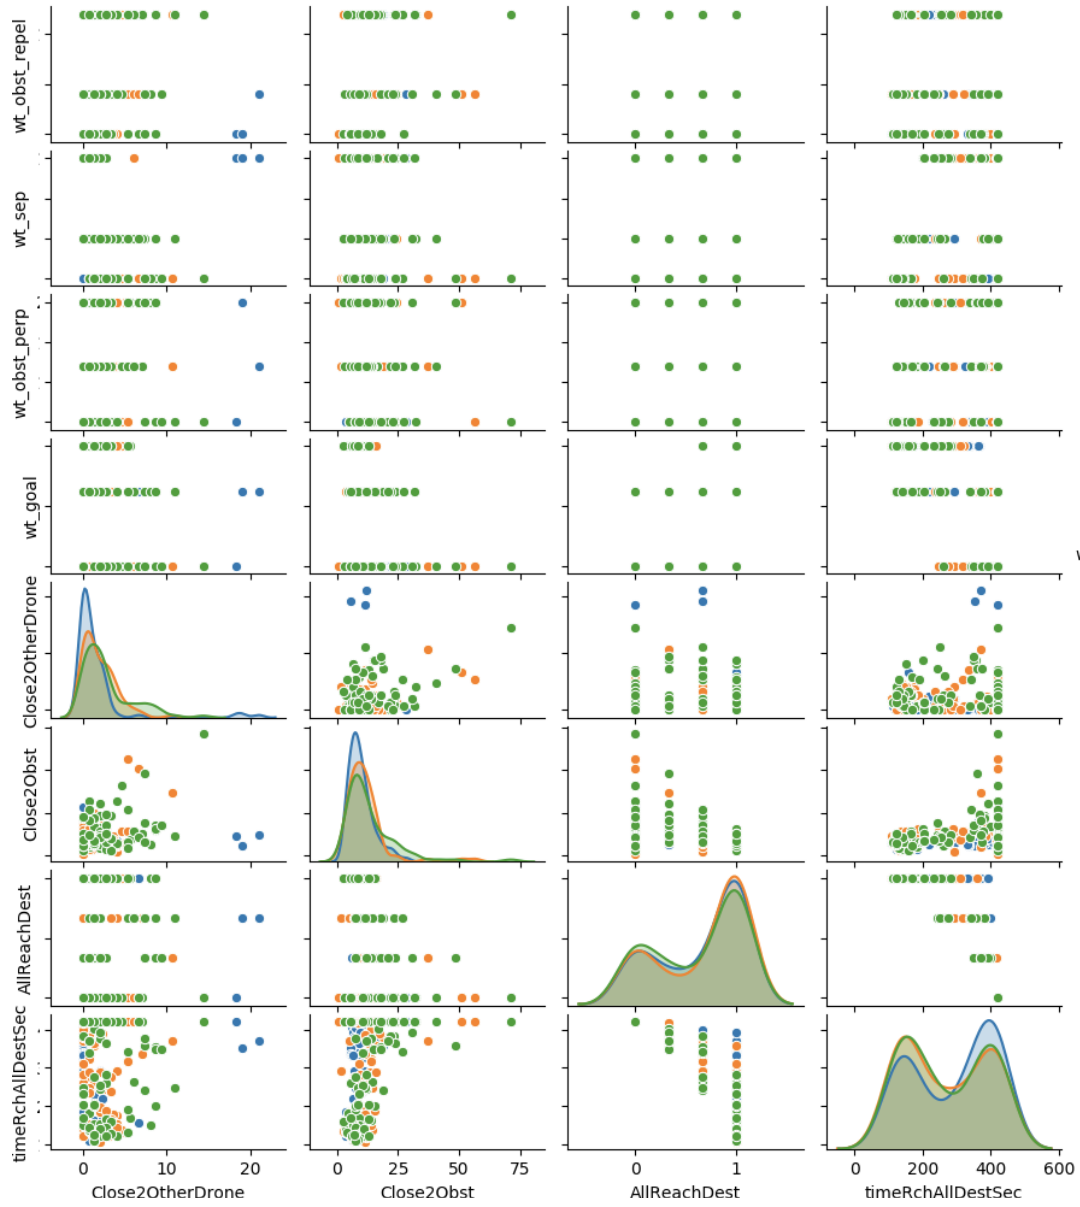 wt_obst_repel
wt_sep
wt_obst_perp
wt_goal
Close2OtherDrone
Close2Obst
AllReachDest
timeRchAllDestSec
0 10 20
0 25 50 75
0 1
0 200 400 600
Close2OtherDrone
Close2Obst
AllReachDest
timeRchAllDestSec